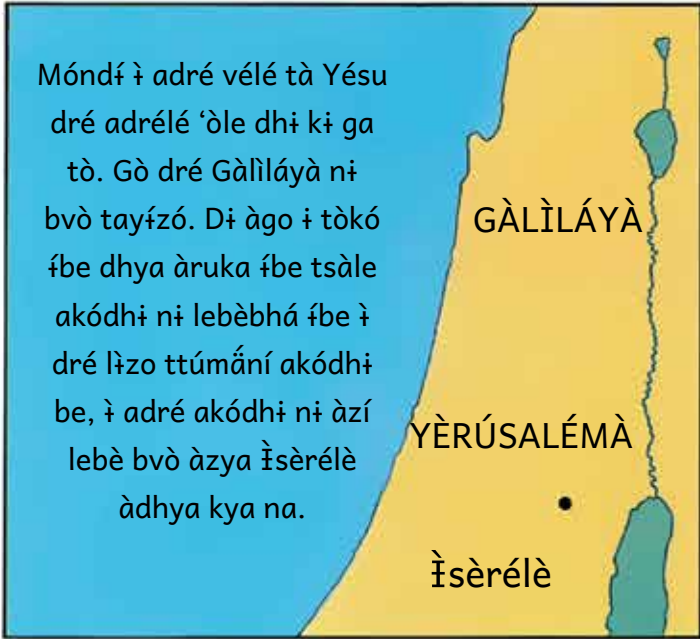 Móndɨ́ ɨ̀ adré vélé tà Yésu
dré adrélé ‘òle dhɨ kɨ ga
tò. Gò dré Gàlìláyà nɨ
bvò tayɨ́zó. Dɨ àgo ɨ tòkó
ɨ́be dhya àruka ɨ́be tsàle
akódhɨ nɨ lebèbhá ɨ́be ɨ̀
dré lɨ̀zo ttúmǻní akódhɨ
be, ɨ̀ adré akódhɨ nɨ àzí
lebè bvò àzya Ɨ̀sèrélè
àdhya kya na.
GÀLÌLÁYÀ
YÈRÚSALÉMÀ
Ɨ̀sèrélè